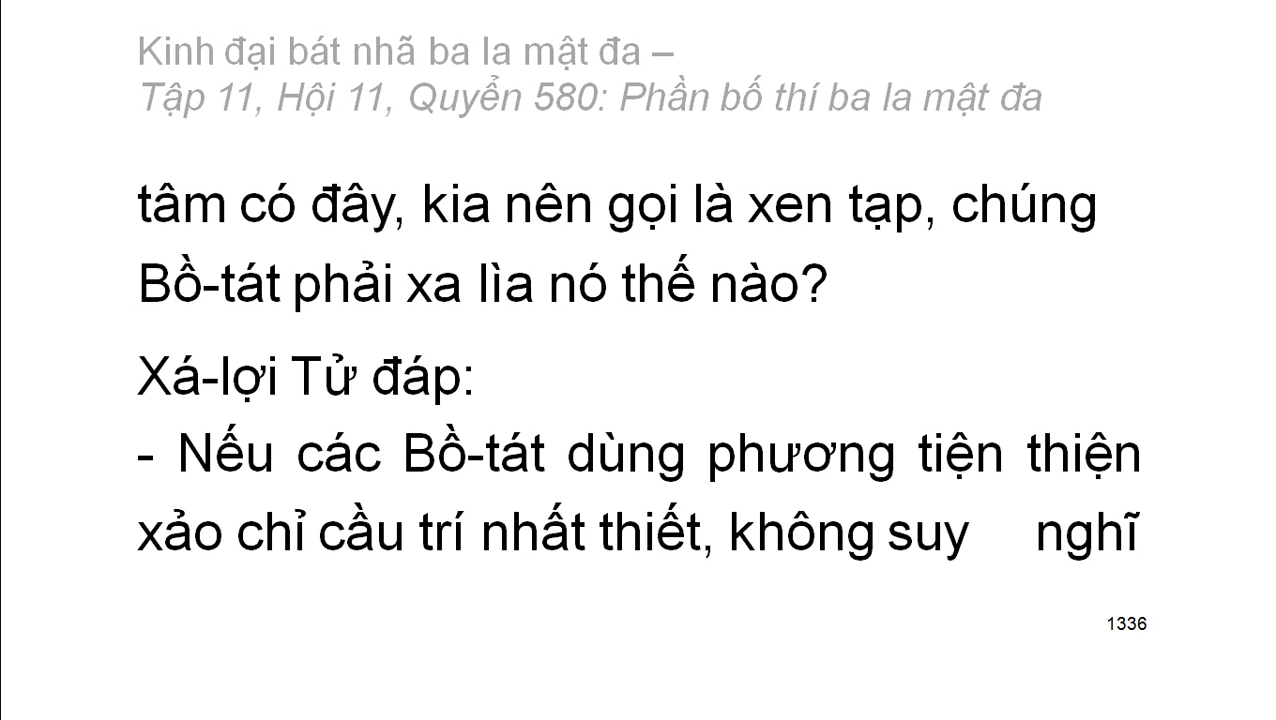 Kinh đại bát nhã ba la mật đa –
Tập 11, Hội 11, Quyển 580: Phần bố thí ba la mật đa
tâm có đây, kia nên gọi là xen tạp, chúng
Bồ-tát phải xa lìa nó thế nào?
Xá-lợi Tử đáp:
- Nếu các Bồ-tát dùng phương tiện thiện
xảo chỉ cầu trí nhất thiết, không suy nghĩ
1336